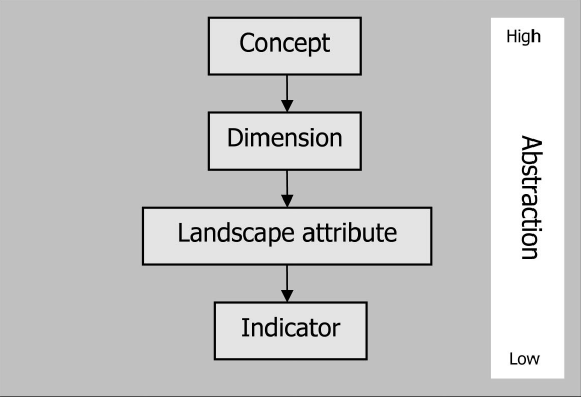 Concept
Dimension
Landscape attribute
Indicator
High
Abstraction
Low